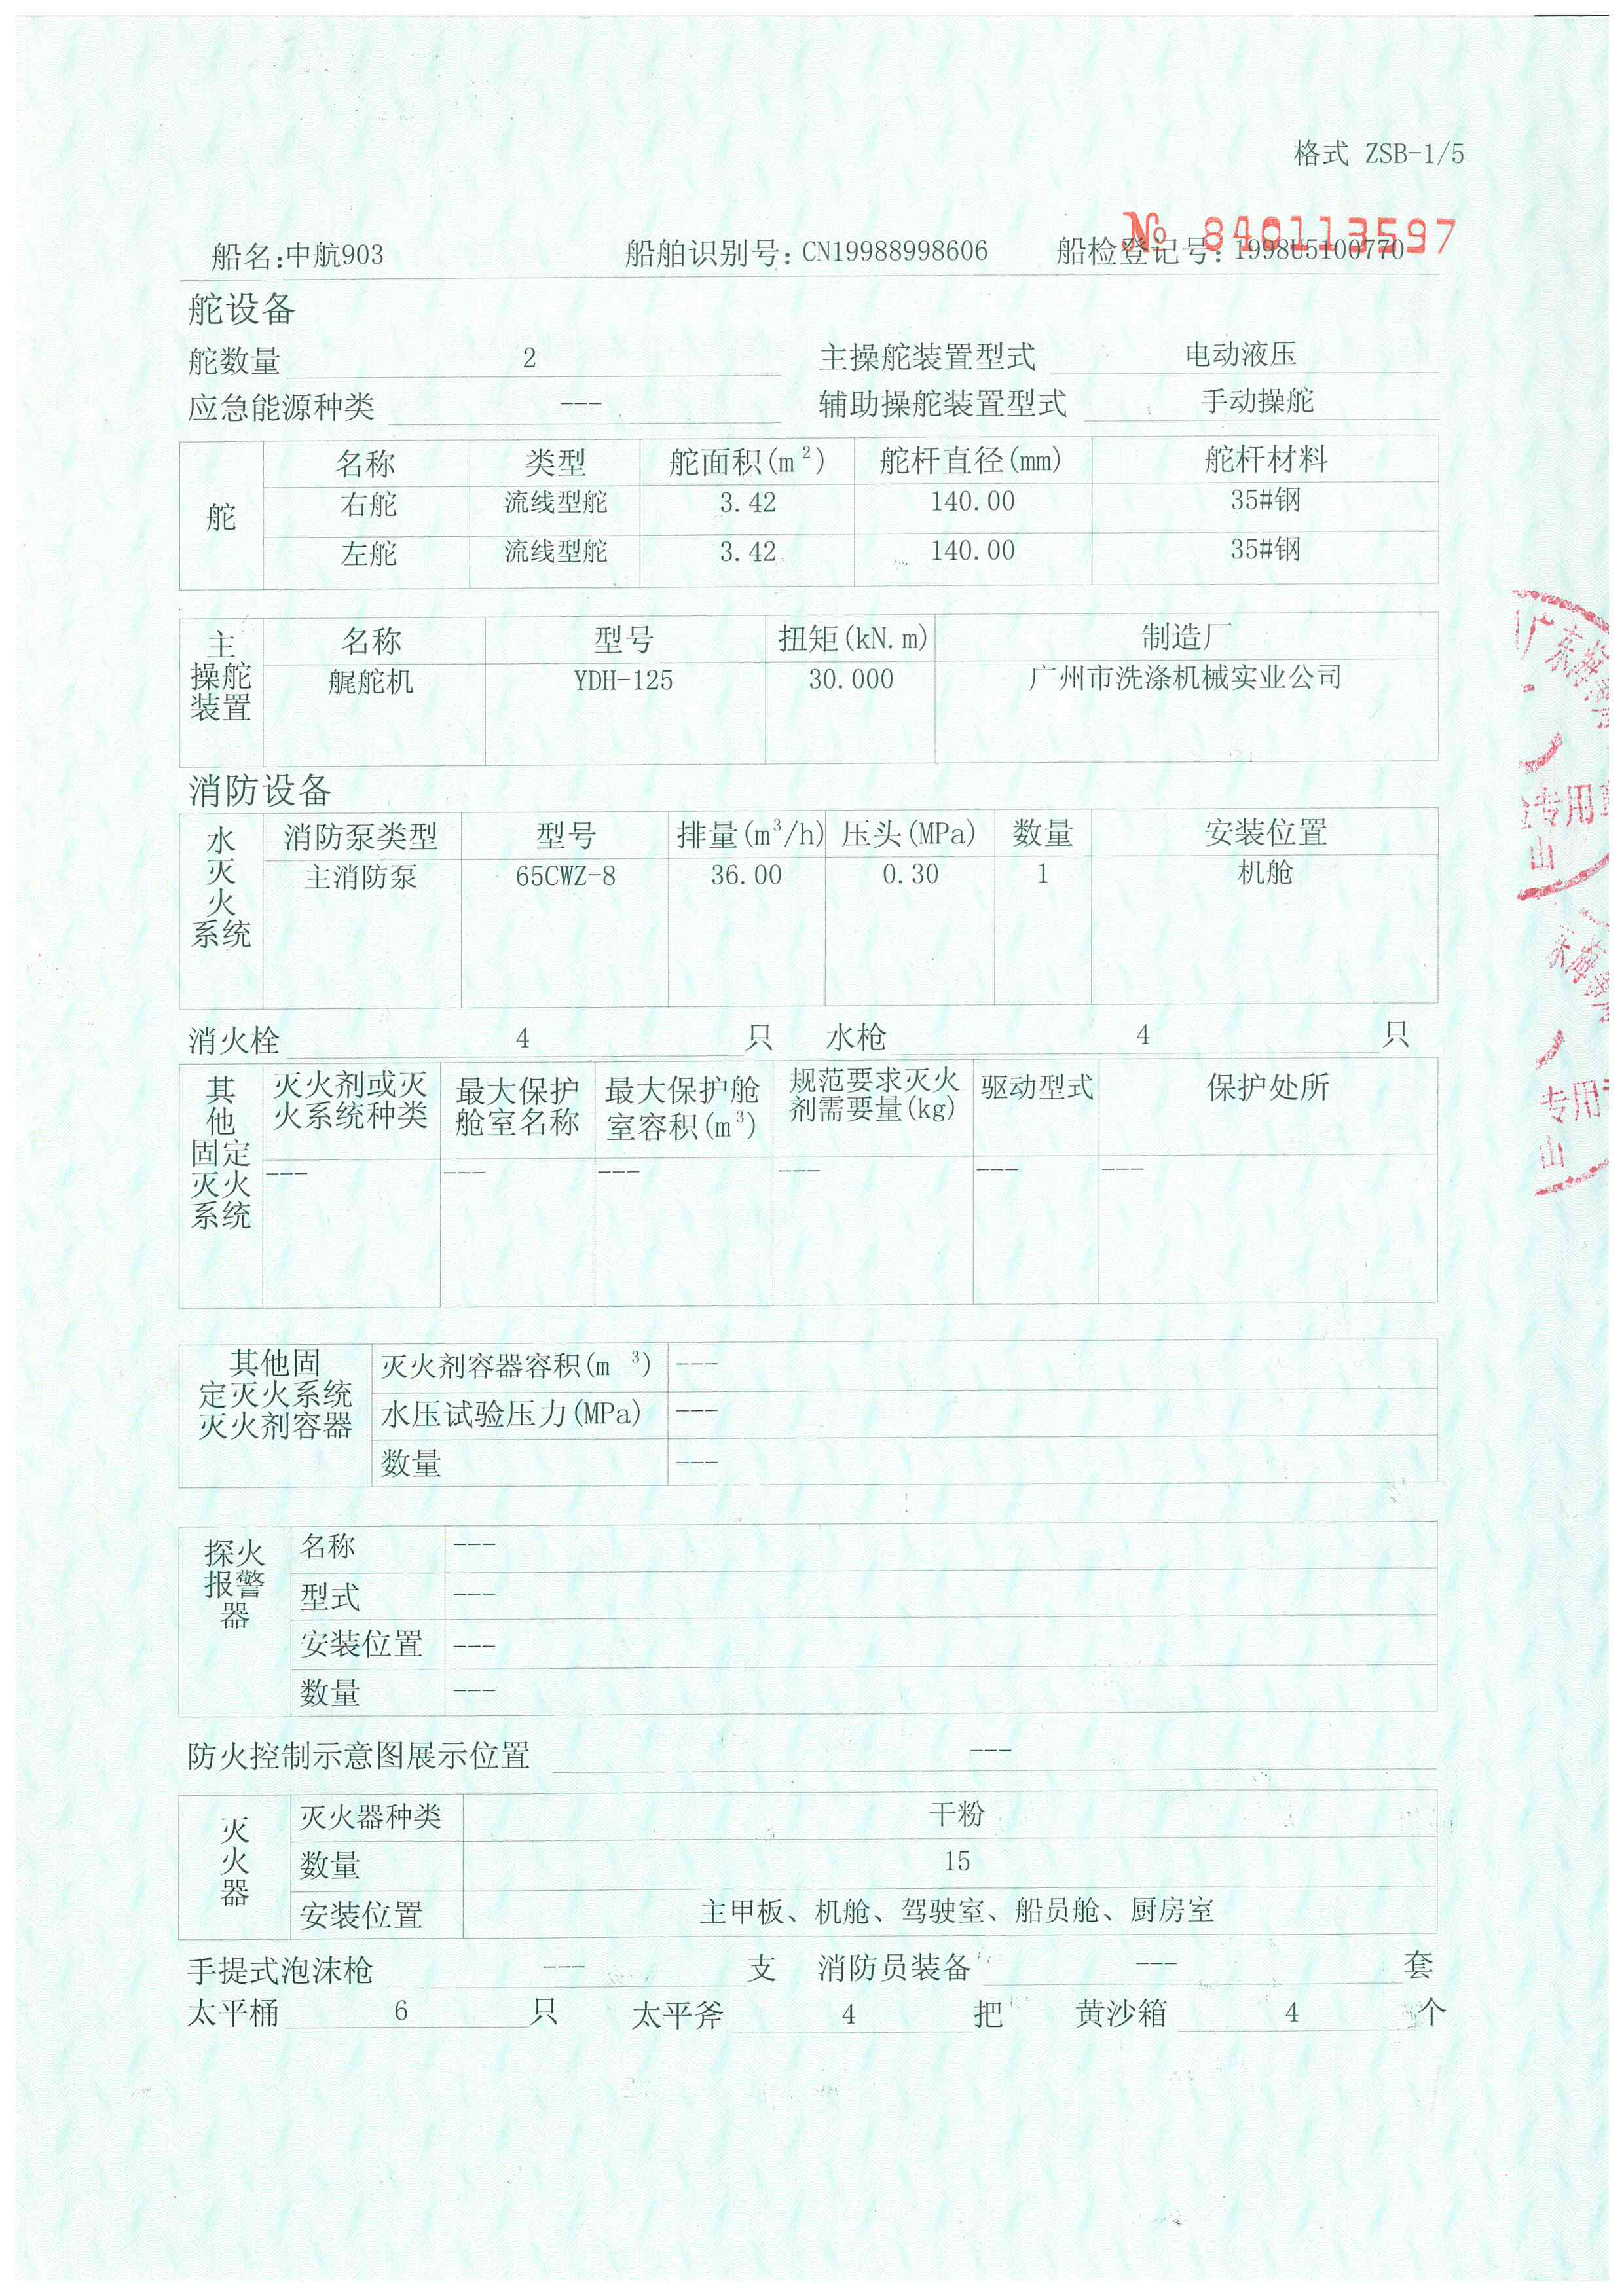 格式 ZSB-1/5
№ 840113597
船名:中航903 船舶识别号: CN19988998606 船检登记号: 1998U5100770
舵设备
舵数量 2 主操舵装置型式 电动液压
应急能源种类 --- 辅助操舵装置型式 手动操舵
舵 名称 类型 舵面积(m²) 舵杆直径(mm) 舵杆材料
右舵 流线型舵 3.42 140.00 35#钢
左舵 流线型舵 3.42 140.00 35#钢
主操舵装置 名称 型号 扭矩(kN.m) 制造厂
艉舵机 YDH-125 30.000 广州市洗涤机械实业公司
消防设备
水灭火系统 消防泵类型 型号 排量(m³/h) 压头(MPa) 数量 安装位置
主消防泵 65CWZ-8 36.00 0.30 1 机舱
消火栓 4 只 水枪 4 只
其他固定灭火系统 灭火剂或灭火系统种类 最大保护舱室名称 最大保护舱室容积(m³) 规范要求灭火剂需要量(kg) 驱动型式 保护处所
--- --- --- --- --- ---
其他固定灭火系统灭火剂容器 灭火剂容器容积(m ³) ---
水压试验压力(MPa) ---
数量 ---
探火报警器 名称 ---
型式 ---
安装位置 ---
数量 ---
防火控制示意图展示位置 ---
灭火器 灭火器种类 干粉
数量 15
安装位置 主甲板、机舱、驾驶室、船员舱、厨房室
手提式泡沫枪 --- 支 消防员装备 --- 套
太平桶 6 只 太平斧 4 把 黄沙箱 4 个
广东
专用
山
专用
山